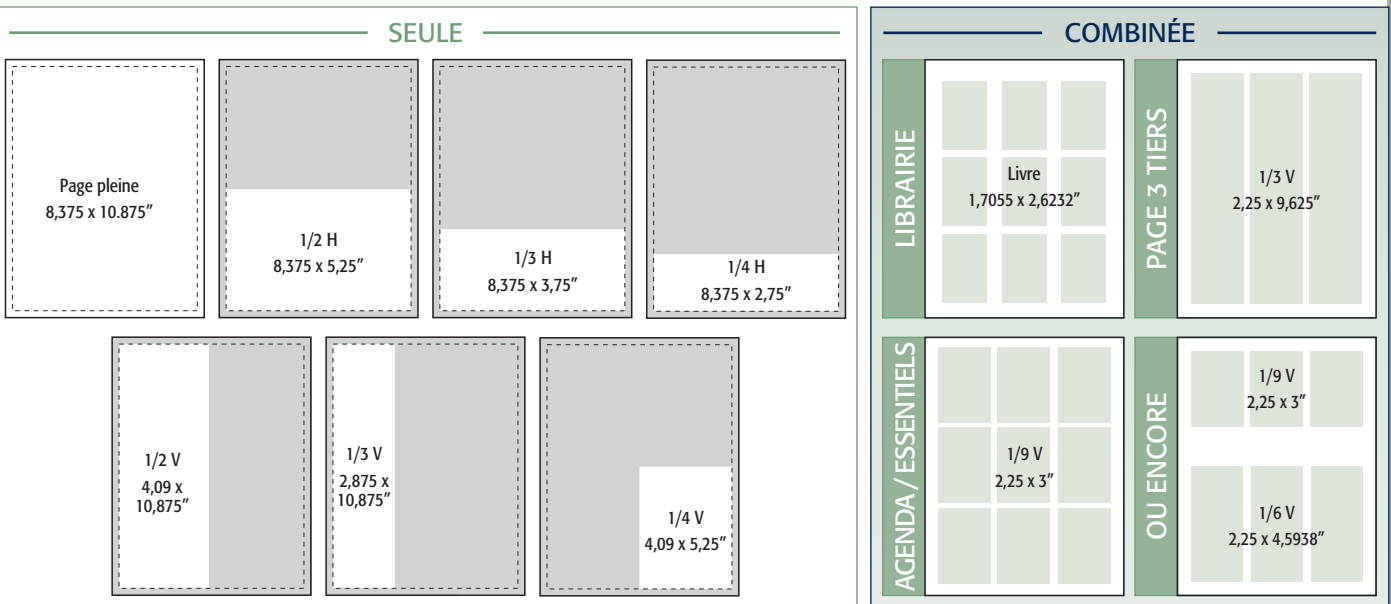 SEULE
Page pleine
8,375 x 10.875”
1/2 H
8,375 x 5,25”
1/3 H
8,375 x 3,75”
1/4 H
8,375 x 2,75”
1/2 V
4,09 x
10,875”
1/3 V
2,875 x
10,875”
1/4 V
4,09 x 5,25”
COMBINÉE
LIBRAIRIE
Livre
1,7055 x 2,6232”
PAGE 3 TIERS
1/3 V
2,25 x 9,625”
AGENDA / ESSENTIELS
1/9 V
2,25 x 3”
OU ENCORE
1/9 V
2,25 x 3”
1/6 V
2,25 x 4,5938”